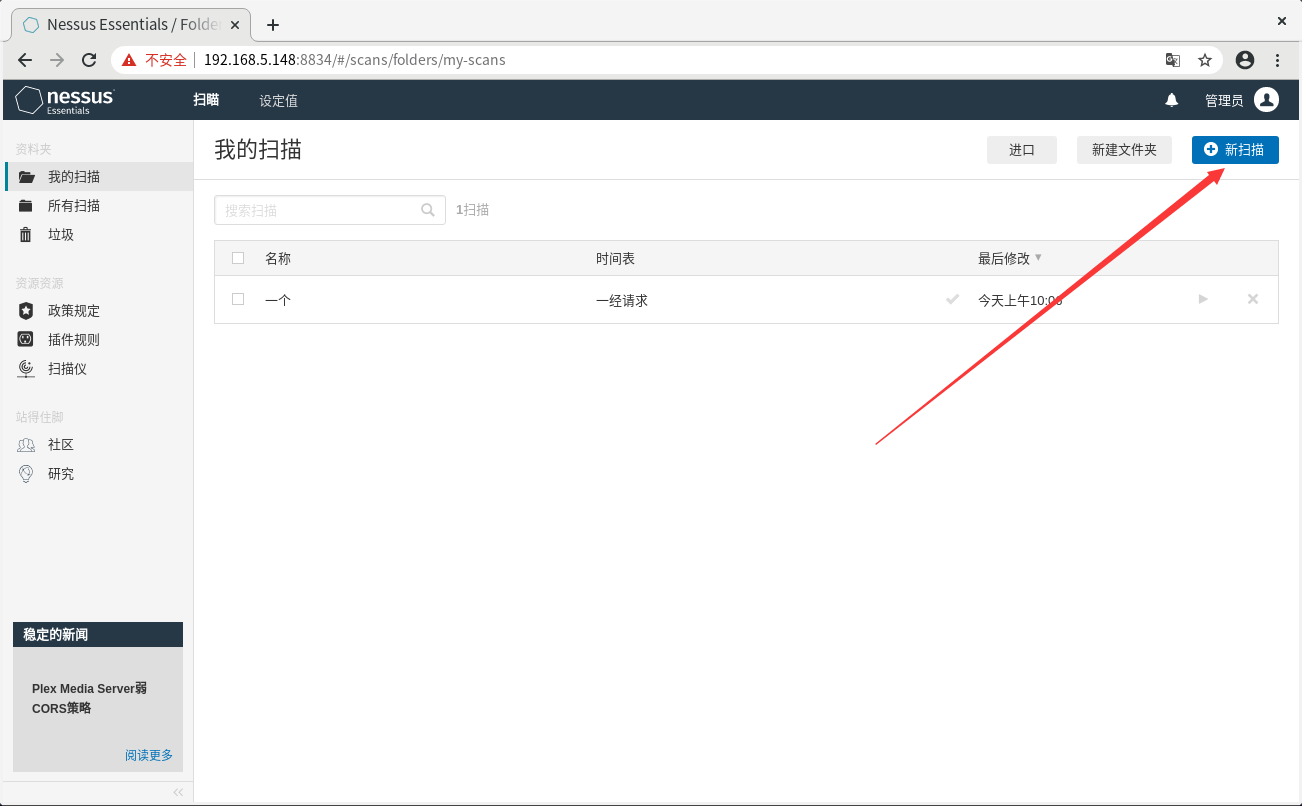 Nessus Essentials / Folde
不安全 192.168.5.148:8834/#/scans/folders/my-scans
nessus
Essentials
扫瞄
设定值
管理员
资料夹
我的扫描
所有扫描
垃圾
资源资源
政策规定
插件规则
扫描仪
站得住脚
社区
研究
稳定的新闻
Plex Media Server弱
CORS策略
阅读更多
我的扫描
进口
新建文件夹
新扫描
搜索扫描
1扫描
名称 时间表 最后修改
一个 一经请求 今天上午10:06